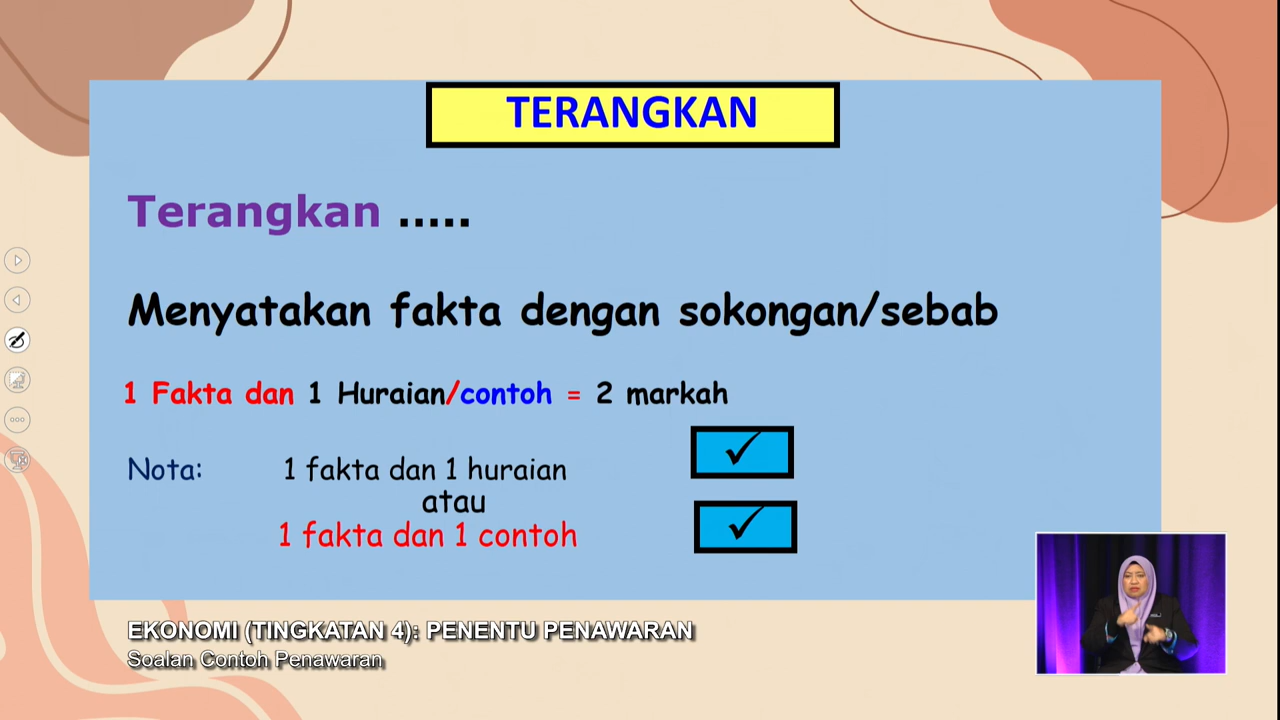 TERANGKAN
Terangkan .....
Menyatakan fakta dengan sokongan/sebab
1 Fakta dan 1 Huraian/contoh = 2 markah
Nota: 1 fakta dan 1 huraian
atau
1 fakta dan 1 contoh
EKONOMI (TINGKATAN 4): PENENTU PENAWARAN
Soalan Contoh Penawaran